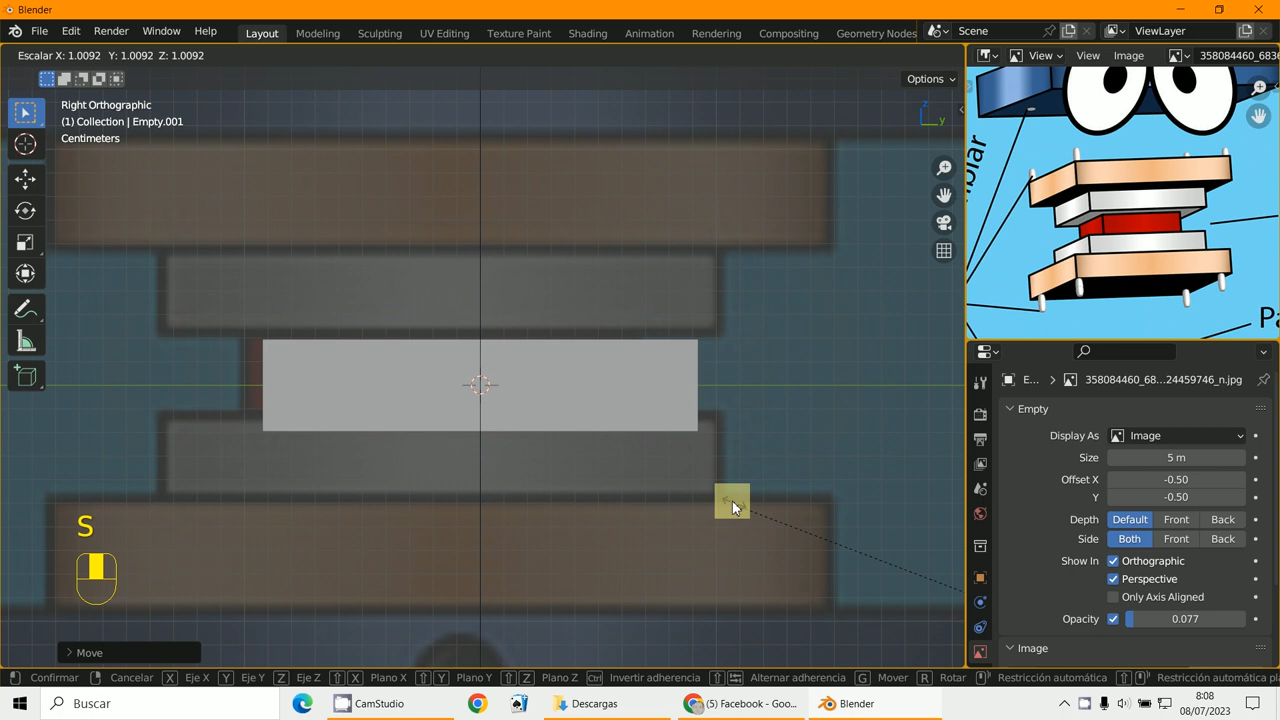 Blender
File Edit Render Window Help
Layout Modeling Sculpting UV Editing Texture Paint Shading Animation Rendering Compositing Geometry Nodes
Scene
ViewLayer
Escalar X: 1.0092 Y: 1.0092 Z: 1.0092
View View Image 358084460_6836
Options
Right Orthographic
(1) Collection | Empty.001
Centimeters
z
y
biar
Pa
E... 358084460_68...24459746_n.jpg
Empty
Display As Image
Size 5 m
Offset X -0.50
Y -0.50
Depth Default Front Back
Side Both Front Back
Show In Orthographic
Perspective
Only Axis Aligned
Opacity 0.077
Image
S
Move
Confirmar Cancelar X Eje X Y Eje Y Z Eje Z X Plano X Y Plano Y Z Plano Z Ctrl Invertir adherencia Alternar adherencia G Mover R Rotar Restricción automática Restricción automática pl
Buscar
CamStudio
Descargas
(5) Facebook - Goo...
Blender
8:08
08/07/2023